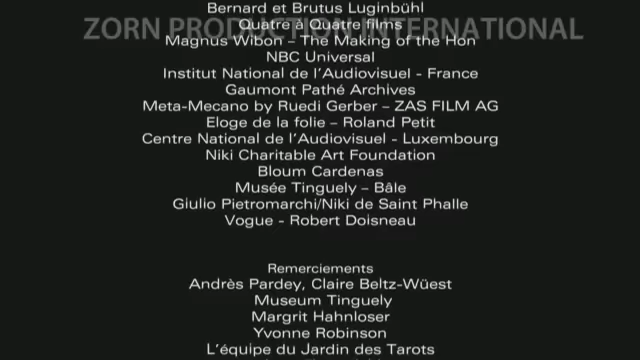 Bernard et Brutus Luginbühl
ZORN PRODUCTION INTERNATIONAL
Quatre à Quatre films
Magnus Wibon – The Making of the Hon
NBC Universal
Institut National de l'Audiovisuel - France
Gaumont Pathé Archives
Meta-Mecano by Ruedi Gerber – ZAS FILM AG
Eloge de la folie – Roland Petit
Centre National de l'Audiovisuel - Luxembourg
Niki Charitable Art Foundation
Bloum Cardenas
Musée Tinguely – Bâle
Giulio Pietromarchi/Niki de Saint Phalle
Vogue - Robert Doisneau
Remerciements
Andrès Pardey, Claire Beltz-Wüest
Museum Tinguely
Margrit Hahnloser
Yvonne Robinson
L'équipe du Jardin des Tarots